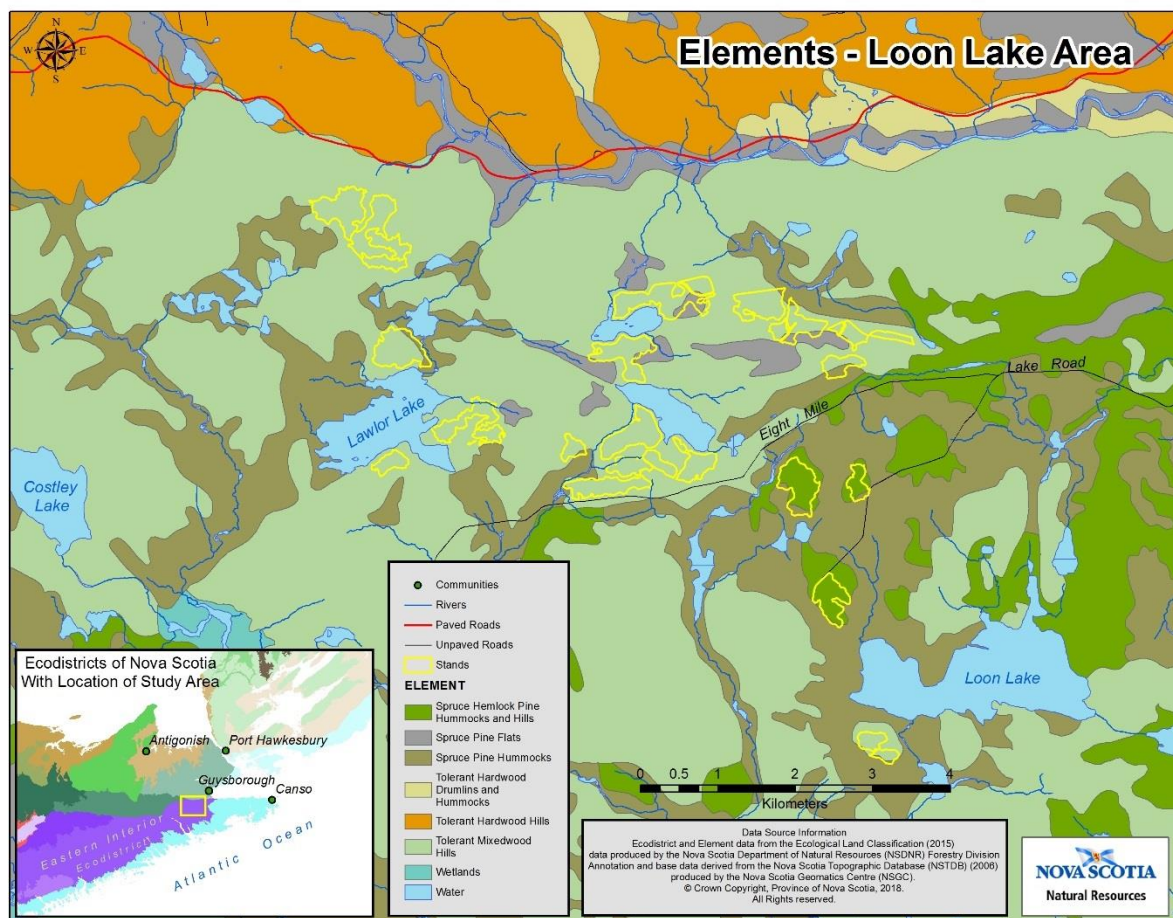 Elements - Loon Lake Area
N
W
E
S
Lake Road
Eight Mile
Lawlor Lake
Costley
Lake
Loon Lake
Communities
Rivers
Paved Roads
Unpaved Roads
Stands
ELEMENT
Spruce Hemlock Pine
Hummocks and Hills
Spruce Pine Flats
Spruce Pine Hummocks
Tolerant Hardwood
Drumlins and
Hummocks
Tolerant Hardwood Hills
Tolerant Mixedwood
Hills
Wetlands
Water
Ecodistricts of Nova Scotia
With Location of Study Area
Antigonish
Port Hawkesbury
Guysborough
Canso
Eastern Interior
Ecodistrict
Atlantic Ocean
0 0.5 1 2 3 4
Kilometers
Data Source Information
Ecodistrict and Element data from the Ecological Land Classification (2015)
data produced by the Nova Scotia Department of Natural Resources (NSDNR) Forestry Division
Annotation and base data derived from the Nova Scotia Topographic Database (NSTDB) (2006)
produced by the Nova Scotia Geomatics Centre (NSGC).
© Crown Copyright, Province of Nova Scotia, 2018.
All Rights reserved.
NOVA SCOTIA
Natural Resources